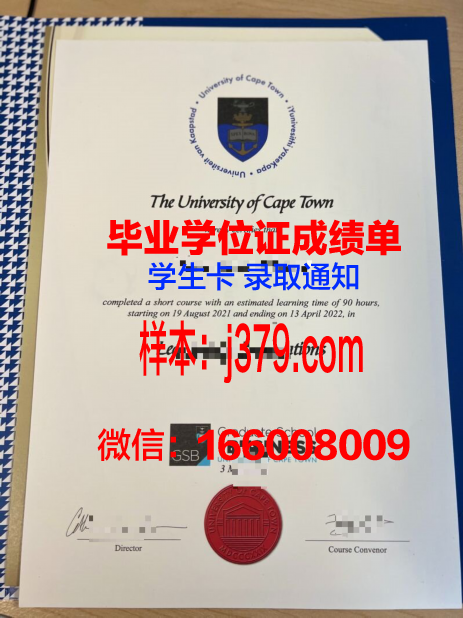 University of Cape Town • iYunivesithi yaseKapa • Universiteit van Kaapstad
The University of Cape Town
毕业学位证成绩单
学生卡 录取通知
completed a short course with an estimated learning time of 90 hours,
starting on 19 August 2021 and ending on 13 April 2022, in
样本: j379.com
Graduate School
GSB
微信: 166008009
Director
Course Convenor